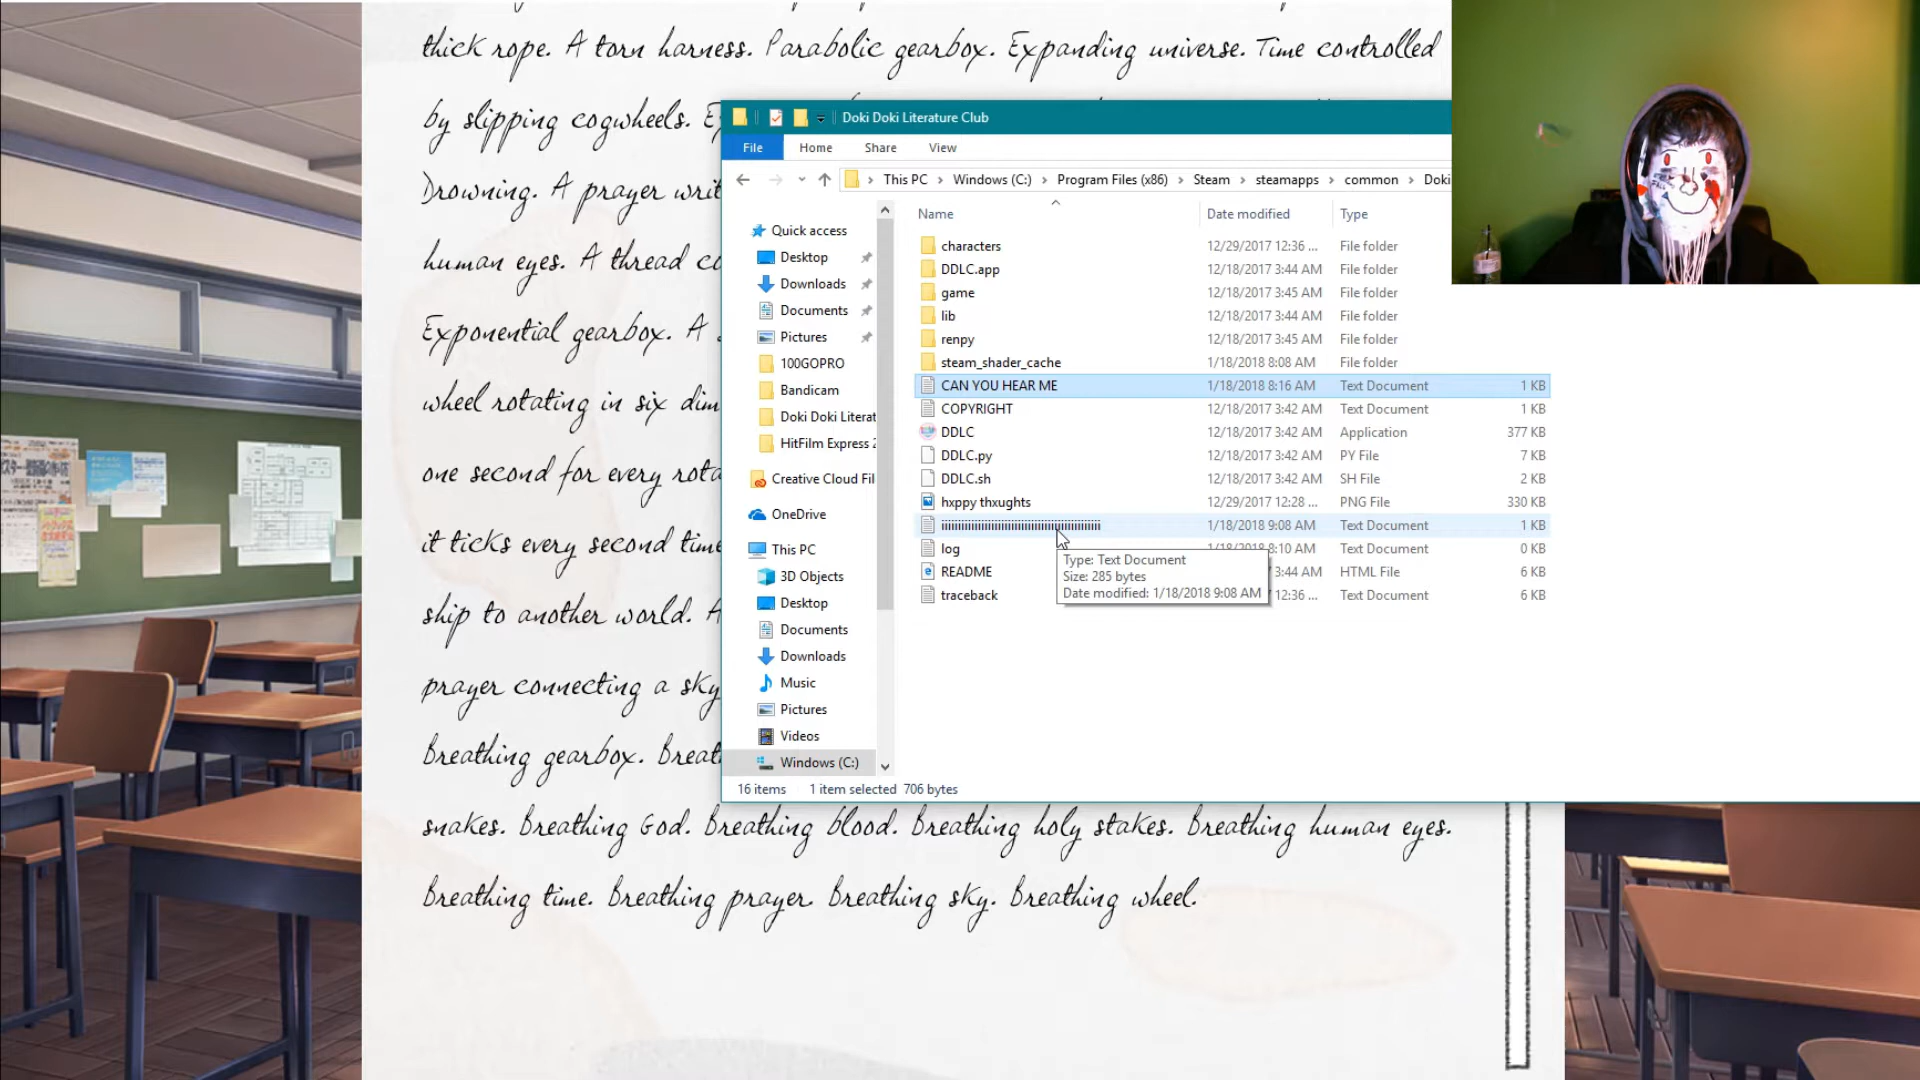 thick rope. A torn harness. Parabolic gearbox. Expanding universe. Time controlled
by slipping cogwheels.
Drowning. A prayer
human eyes. A thread
Exponential gearbox. A
wheel rotating in six
one second for every
it ticks every second time
ship to another world.
prayer connecting a sky
Breathing gearbox.
snakes. Breathing God. Breathing blood. Breathing holy stakes. Breathing human eyes.
Breathing time. Breathing prayer. Breathing sky. Breathing wheel.
Doki Doki Literature Club
File Home Share View
This PC Windows (C:) Program Files (x86) Steam steamapps common Doki
Quick access
Desktop
Downloads
Documents
Pictures
100GOPRO
Bandicam
Doki Doki Literat
HitFilm Express 2
Creative Cloud Fil
OneDrive
This PC
3D Objects
Desktop
Documents
Downloads
Music
Pictures
Videos
Windows (C:)
Name Date modified Type
characters 12/29/2017 12:36 ... File folder
DDLC.app 12/18/2017 3:44 AM File folder
game 12/18/2017 3:45 AM File folder
lib 12/18/2017 3:44 AM File folder
renpy 12/18/2017 3:45 AM File folder
steam_shader_cache 1/18/2018 8:08 AM File folder
CAN YOU HEAR ME 1/18/2018 8:16 AM Text Document 1 KB
COPYRIGHT 12/18/2017 3:42 AM Text Document 1 KB
DDLC 12/18/2017 3:42 AM Application 377 KB
DDLC.py 12/18/2017 3:42 AM PY File 7 KB
DDLC.sh 12/18/2017 3:42 AM SH File 2 KB
hxppy thxughts 12/29/2017 12:28 ... PNG File 330 KB
1/18/2018 9:08 AM Text Document 1 KB
log 1/18/2018 8:10 AM Text Document 0 KB
README 3:44 AM HTML File 6 KB
traceback 12:36 ... Text Document 6 KB
Type: Text Document
Size: 285 bytes
Date modified: 1/18/2018 9:08 AM
16 items 1 item selected 706 bytes